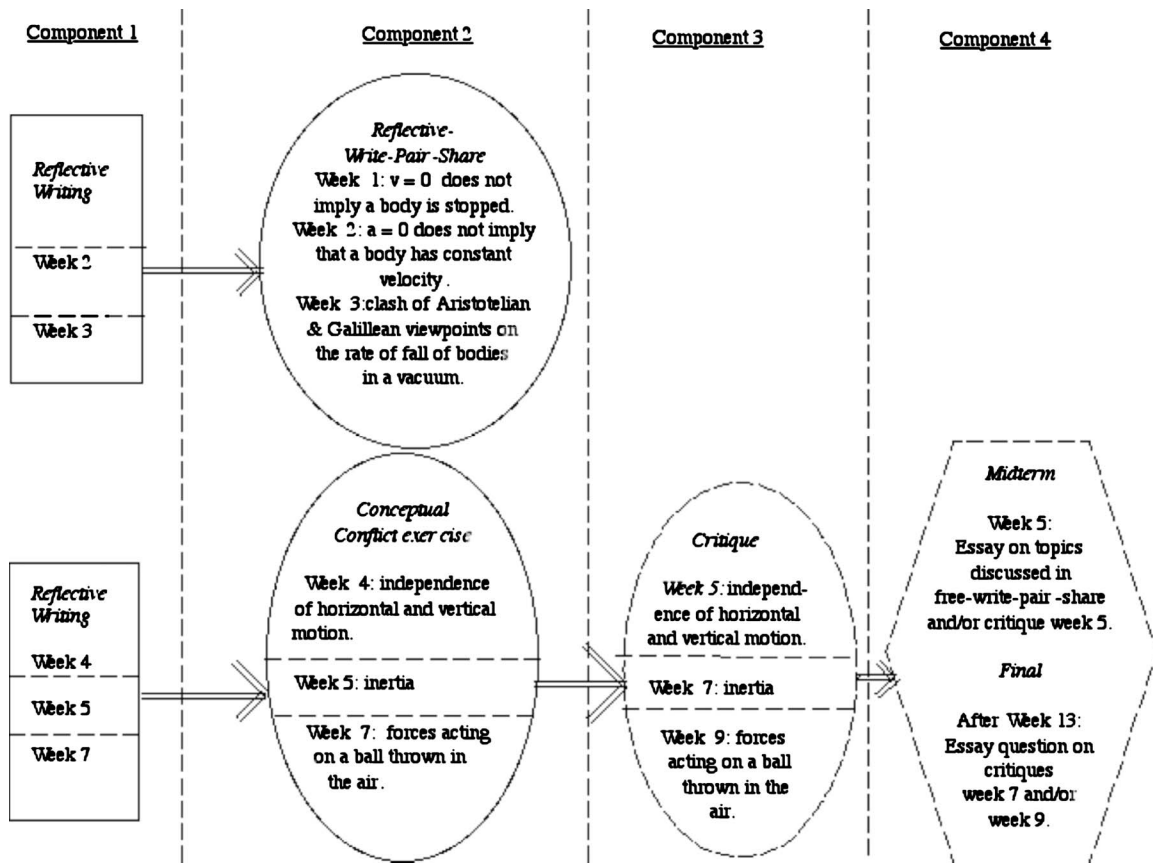 Component 1
Component 2
Component 3
Component 4
Reflective
Writing
Week 2
Week 3
Reflective-
Write-Pair-Share
Week 1: v = 0 does not
imply a body is stopped.
Week 2: a = 0 does not imply
that a body has constant
velocity.
Week 3:clash of Aristotelian
& Galillean viewpoints on
the rate of fall of bodies
in a vacuum.
Reflective
Writing
Week 4
Week 5
Week 7
Conceptual
Conflict exercise
Week 4: independence
of horizontal and vertical
motion.
Week 5: inertia
Week 7: forces acting
on a ball thrown in
the air.
Critique
Week 5: independ-
ence of horizontal
and vertical motion.
Week 7: inertia
Week 9: forces
acting on a ball
thrown in the
air.
Midterm
Week 5:
Essay on topics
discussed in
free-write-pair-share
and/or critique week 5.
Final
After Week 13:
Essay question on
critiques
week 7 and/or
week 9.